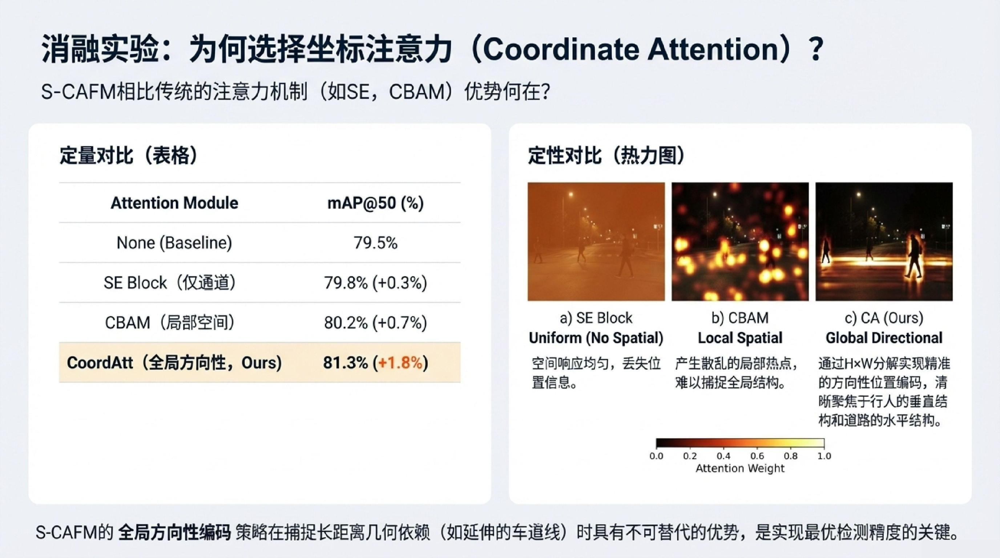 消融实验：为何选择坐标注意力（Coordinate Attention）？
S-CAFM相比传统的注意力机制（如SE，CBAM）优势何在？
定量对比（表格）
Attention Module mAP@50 (%)
None (Baseline) 79.5%
SE Block（仅通道） 79.8% (+0.3%)
CBAM（局部空间） 80.2% (+0.7%)
CoordAtt（全局方向性，Ours) 81.3% (+1.8%)
定性对比（热力图）
a) SE Block
Uniform (No Spatial)
空间响应均匀，丢失位
置信息。
b) CBAM
Local Spatial
产生散乱的局部热点，
难以捕捉全局结构。
c) CA (Ours)
Global Directional
通过H×W分解实现精准
的方向性位置编码，清
晰聚焦于行人的垂直结
构和道路的水平结构。
0.0 0.2 0.4 0.6 0.8 1.0
Attention Weight
S-CAFM的 全局方向性编码 策略在捕捉长距离几何依赖（如延伸的车道线）时具有不可替代的优势，是实现最优检测精度的关键。